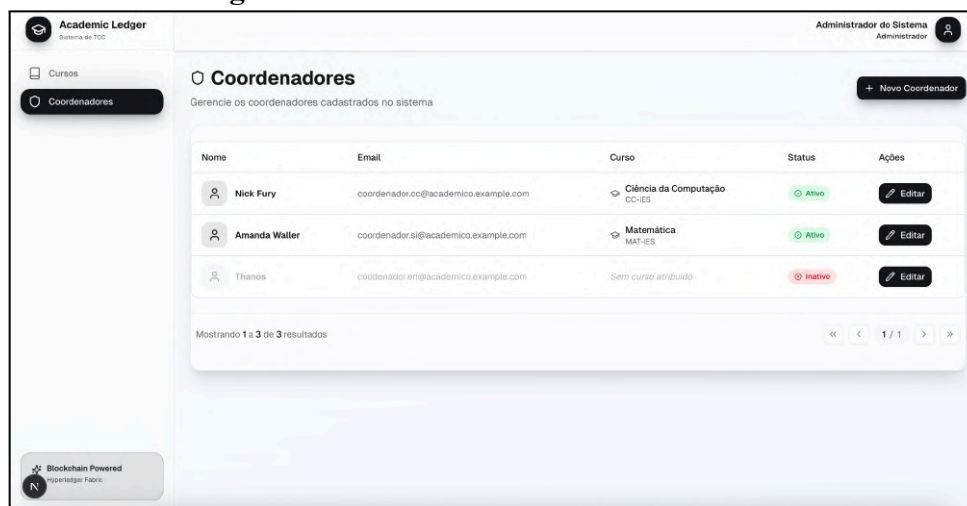 Academic Ledger
Sistema de TCC
Administrador do Sistema
Administrador
Cursos
Coordenadores
Coordenadores
Gerencie os coordenadores cadastrados no sistema
+ Novo Coordenador
Nome Email Curso Status Ações
Nick Fury coordenador.cc@academico.example.com Ciência da Computação Ativo Editar
CC-IES
Amanda Waller coordenador.si@academico.example.com Matemática Ativo Editar
MAT-IES
Thanos coodenador.en@academico.example.com Sem curso atribuído Inativo Editar
Mostrando 1 a 3 de 3 resultados
« ‹ 1 / 1 › »
Blockchain Powered
Hyperledger Fabric
N